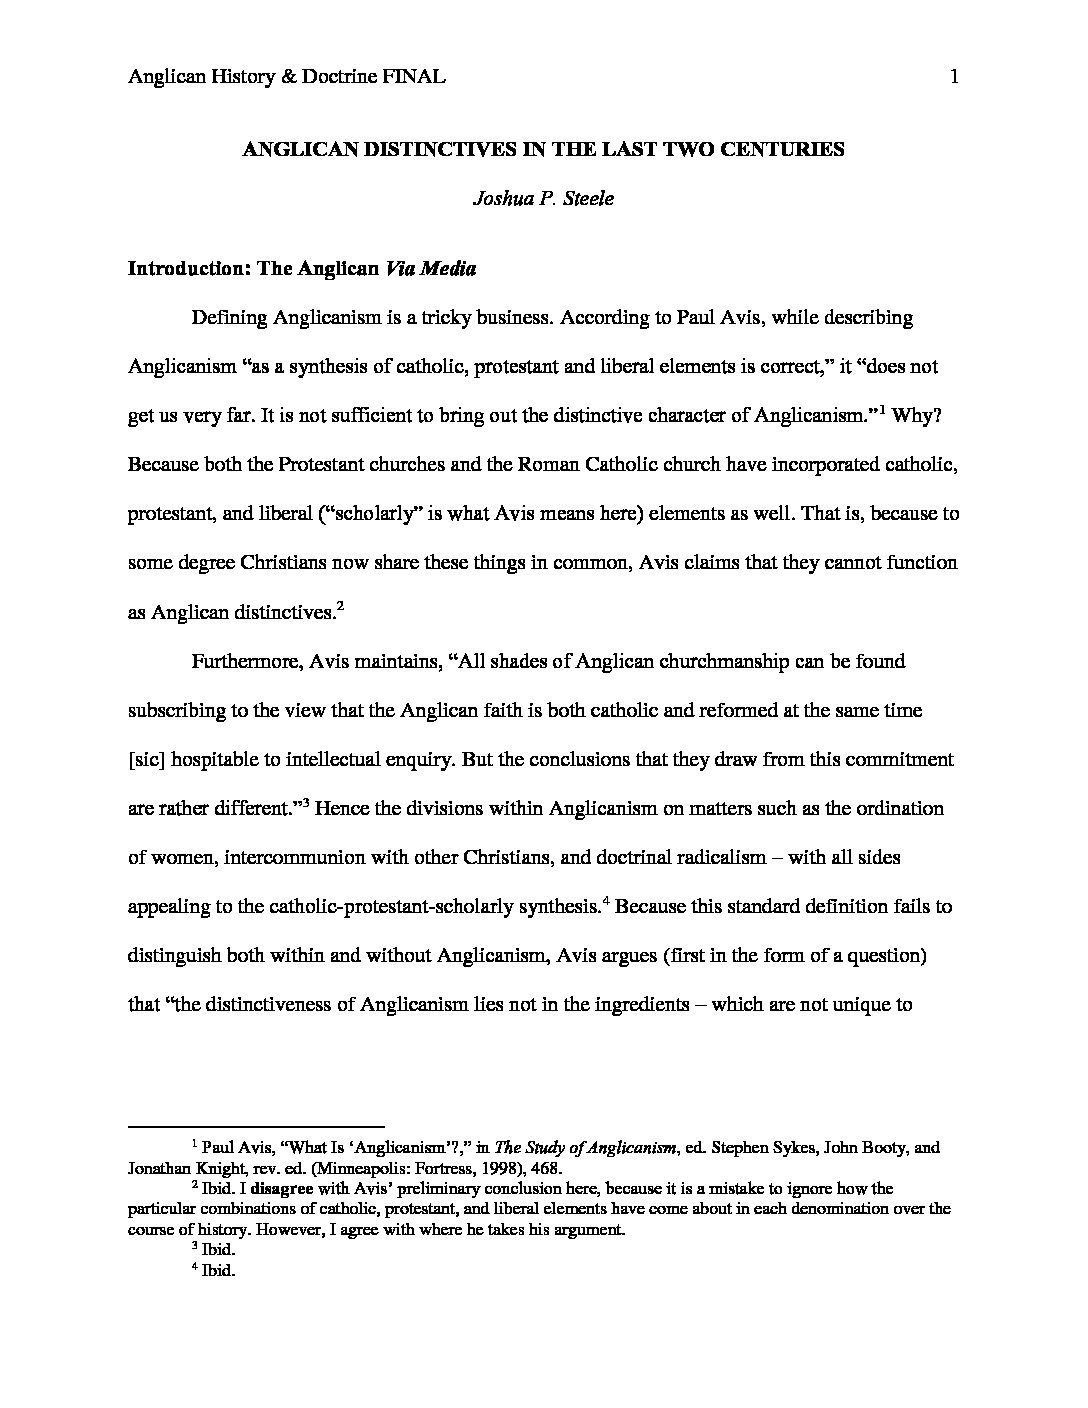 Anglican History & Doctrine FINAL 1
ANGLICAN DISTINCTIVES IN THE LAST TWO CENTURIES
Joshua P. Steele
Introduction: The Anglican Via Media
Defining Anglicanism is a tricky business. According to Paul Avis, while describing
Anglicanism “as a synthesis of catholic, protestant and liberal elements is correct,” it “does not
get us very far. It is not sufficient to bring out the distinctive character of Anglicanism.”1 Why?
Because both the Protestant churches and the Roman Catholic church have incorporated catholic,
protestant, and liberal (“scholarly” is what Avis means here) elements as well. That is, because to
some degree Christians now share these things in common, Avis claims that they cannot function
as Anglican distinctives.2
Furthermore, Avis maintains, “All shades of Anglican churchmanship can be found
subscribing to the view that the Anglican faith is both catholic and reformed at the same time
[sic] hospitable to intellectual enquiry. But the conclusions that they draw from this commitment
are rather different.”3 Hence the divisions within Anglicanism on matters such as the ordination
of women, intercommunion with other Christians, and doctrinal radicalism – with all sides
appealing to the catholic-protestant-scholarly synthesis.4 Because this standard definition fails to
distinguish both within and without Anglicanism, Avis argues (first in the form of a question)
that “the distinctiveness of Anglicanism lies not in the ingredients – which are not unique to
1 Paul Avis, “What Is ‘Anglicanism’?,” in The Study of Anglicanism, ed. Stephen Sykes, John Booty, and
Jonathan Knight, rev. ed. (Minneapolis: Fortress, 1998), 468.
2 Ibid. I disagree with Avis’ preliminary conclusion here, because it is a mistake to ignore how the
particular combinations of catholic, protestant, and liberal elements have come about in each denomination over the
course of history. However, I agree with where he takes his argument.
3 Ibid.
4 Ibid.